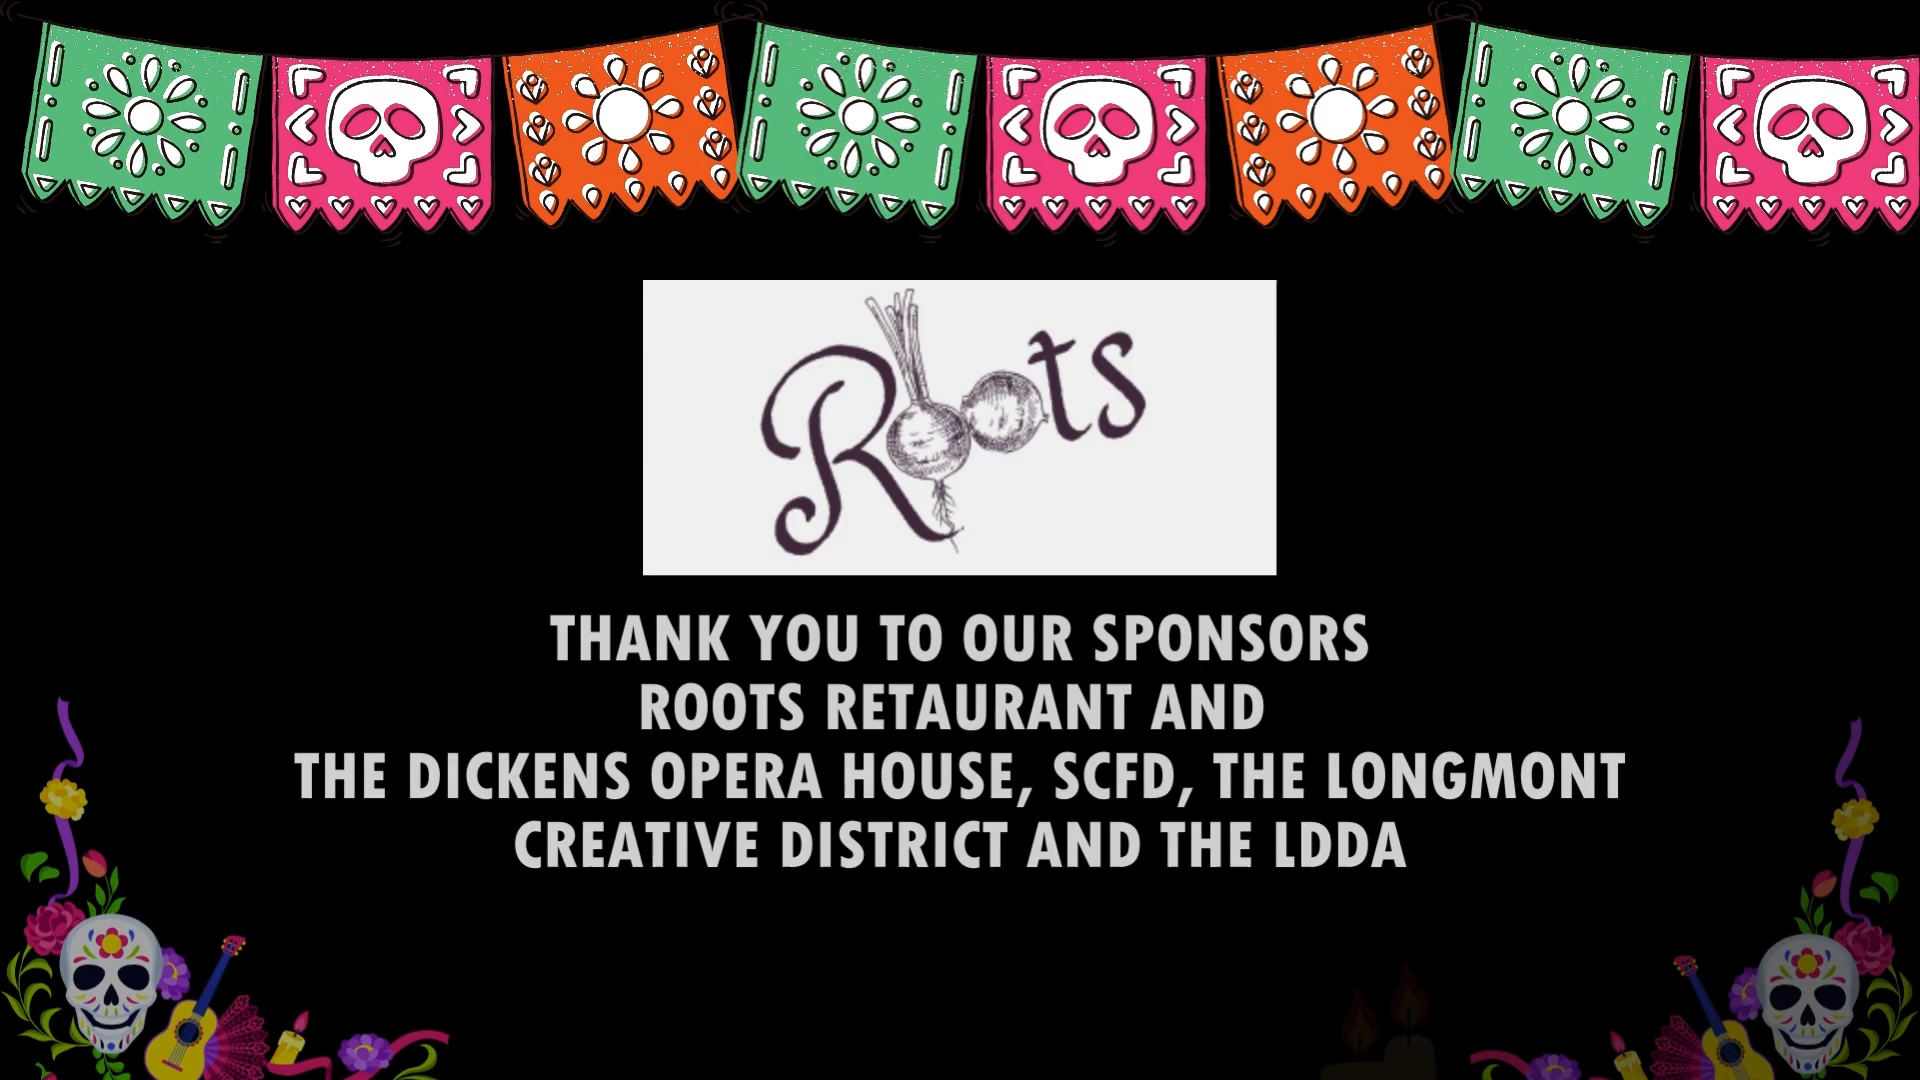 Roots
THANK YOU TO OUR SPONSORS
ROOTS RETAURANT AND
THE DICKENS OPERA HOUSE, SCFD, THE LONGMONT
CREATIVE DISTRICT AND THE LDDA